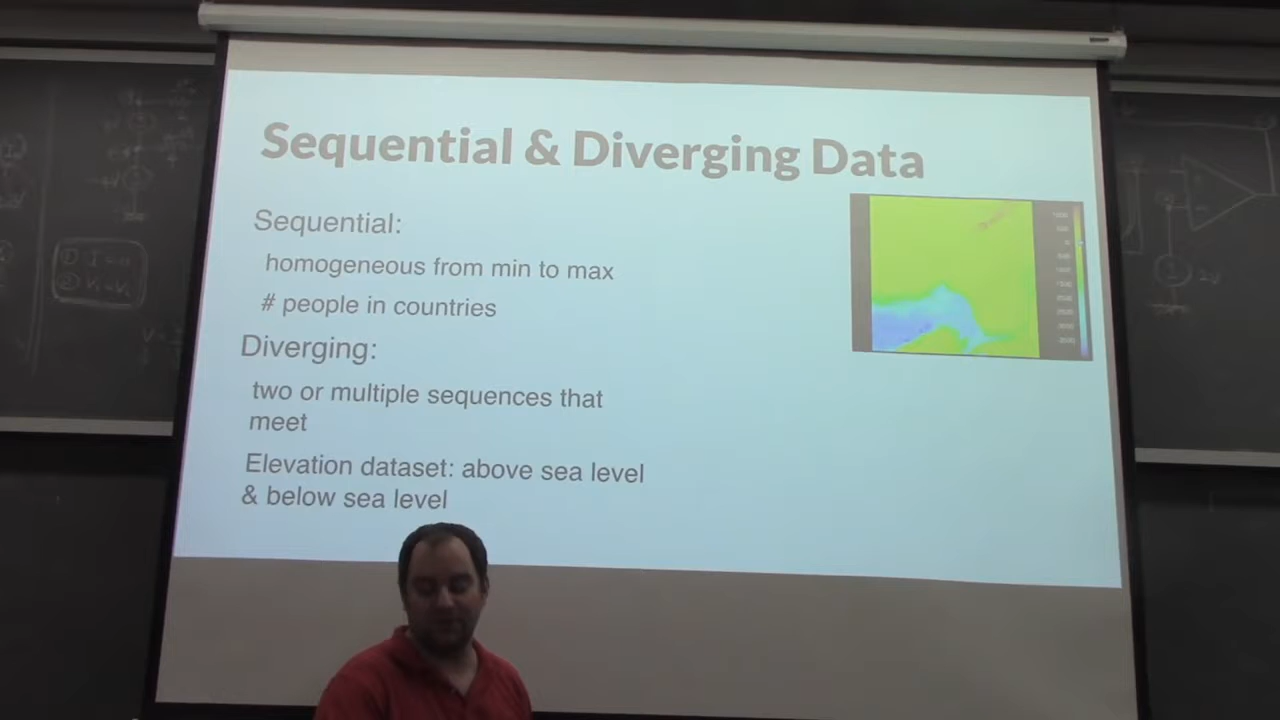 Sequential & Diverging Data
Sequential:
homogeneous from min to max
# people in countries
Diverging:
two or multiple sequences that
meet
Elevation dataset: above sea level
& below sea level